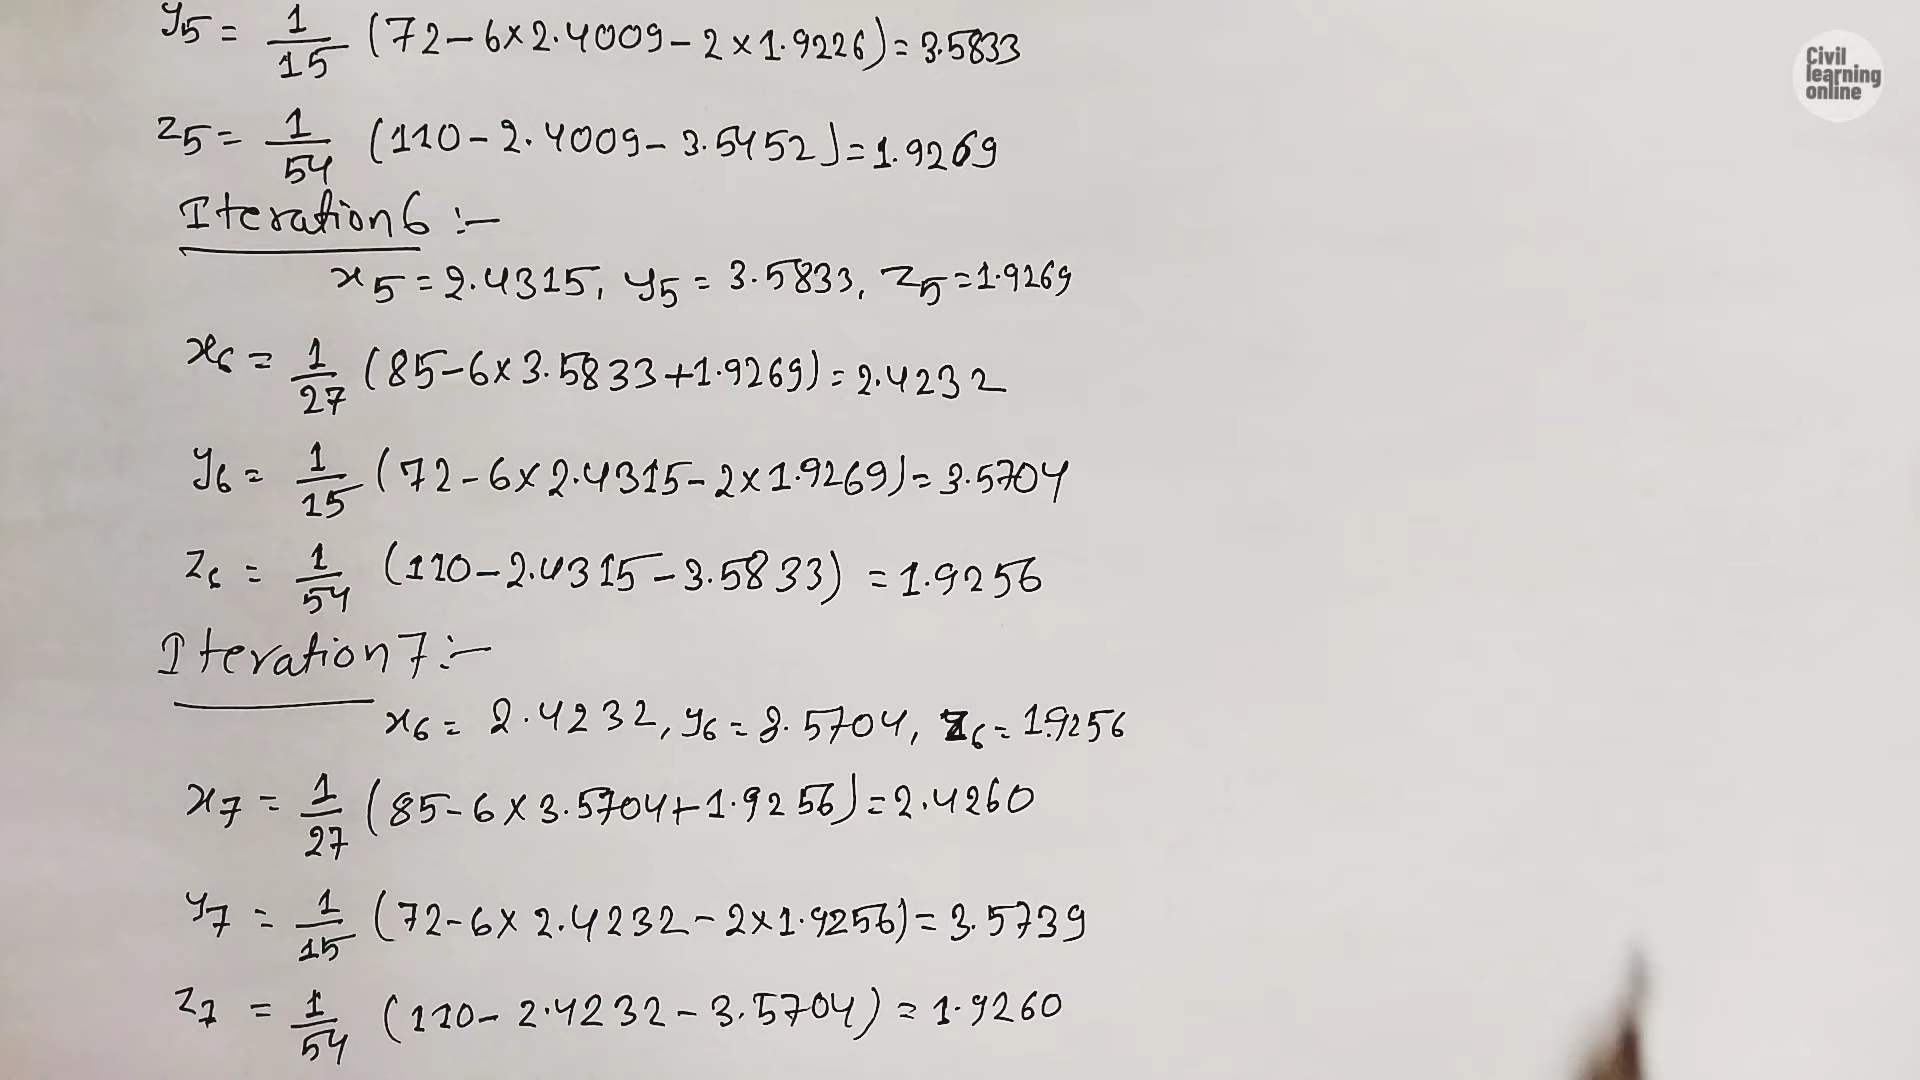 y5 = 1/15 (72-6×2.4009-2×1.9226)=3.5833
z5= 1/54 (110-2.4009-3.5452)=1.9269
Iteration 6 :-
x5=2.4315, y5=3.5833, z5=1.9269
x6 = 1/27 (85-6×3.5833+1.9269)=2.4232
y6 = 1/15 (72-6×2.4315-2×1.9269)=3.5704
z6 = 1/54 (110-2.4315-3.5833) =1.9256
Iteration 7 :-
x6= 2.4232, y6=3.5704, z6=1.9256
x7 = 1/27 (85-6×3.5704+1.9256)=2.4260
y7 = 1/15 (72-6×2.4232-2×1.9256)=3.5739
z7 = 1/54 (110-2.4232-3.5704)=1.9260
Civil
learning
online